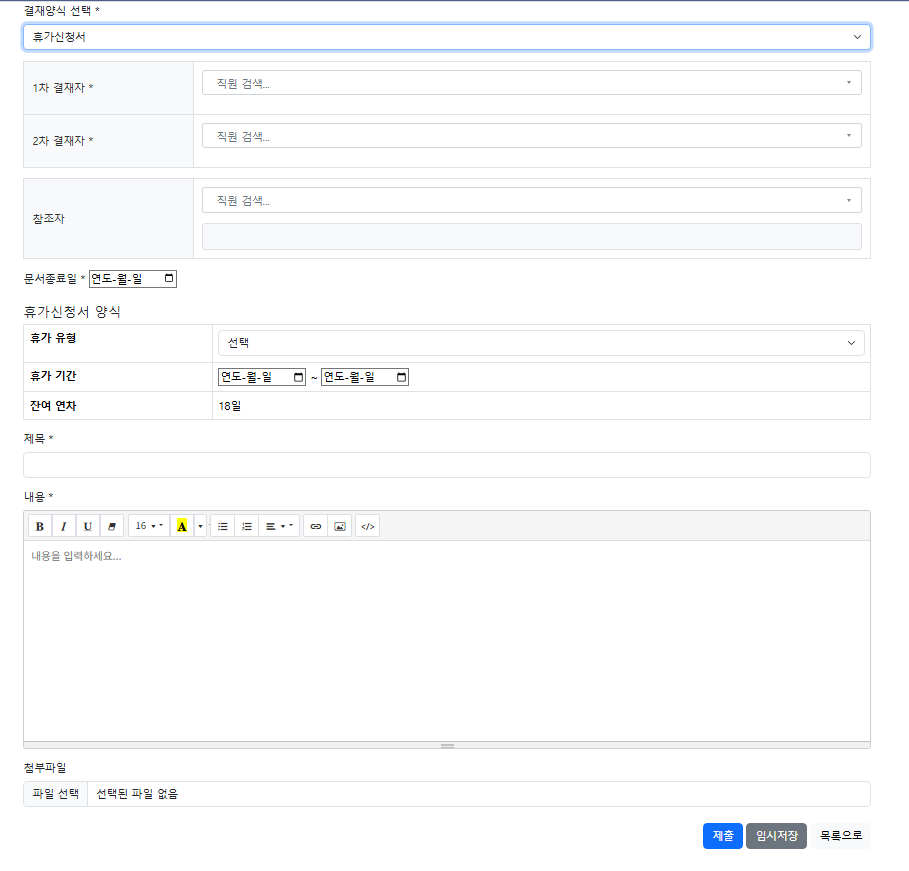 결재양식 선택 *
휴가신청서
1차 결재자 *
직원 검색...
2차 결재자 *
직원 검색...
참조자
직원 검색...
문서종료일 * 연도-월-일
휴가신청서 양식
휴가 유형
선택
휴가 기간
연도-월-일 ~ 연도-월-일
잔여 연차
18일
제목 *
내용 *
B I U 16 A </>
내용을 입력하세요...
첨부파일
파일 선택 선택된 파일 없음
제출 임시저장 목록으로